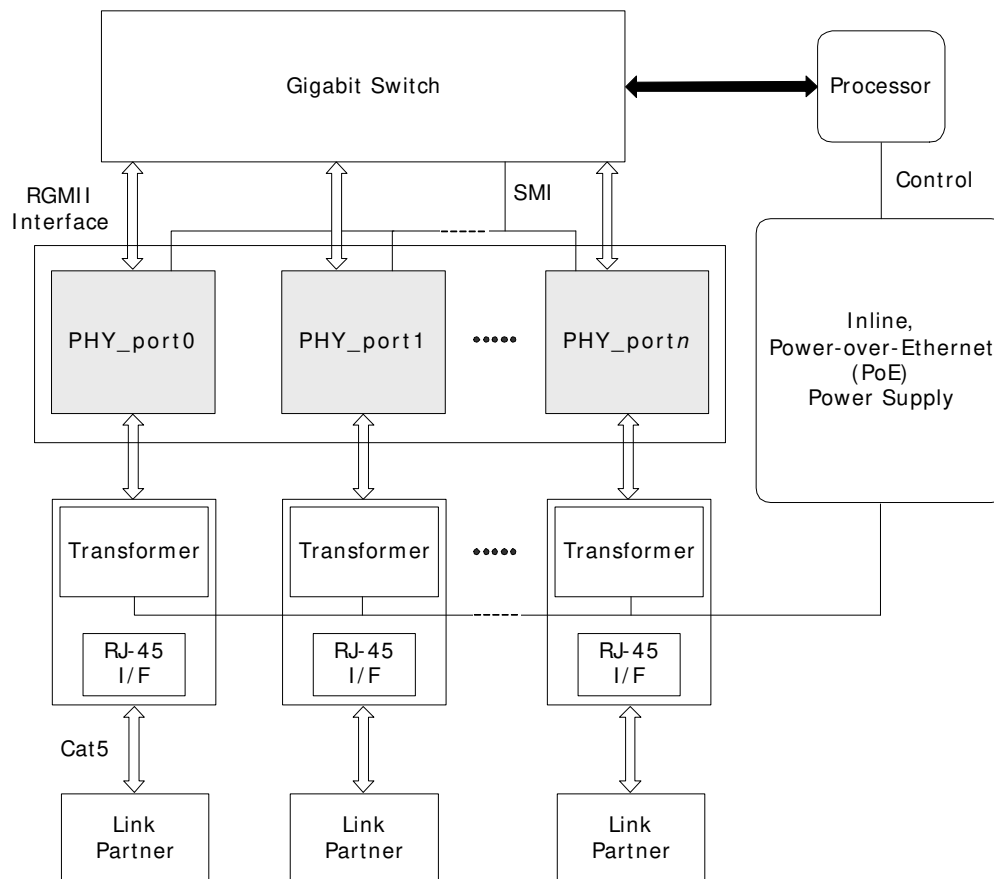 Gigabit Switch
Processor
RGMII
Interface
SMI
Control
PHY_port0
PHY_port1
PHY_portn
Inline,
Power-over-Ethernet
(PoE)
Power Supply
Transformer
Transformer
Transformer
RJ-45
I/F
RJ-45
I/F
RJ-45
I/F
Cat5
Link
Partner
Link
Partner
Link
Partner